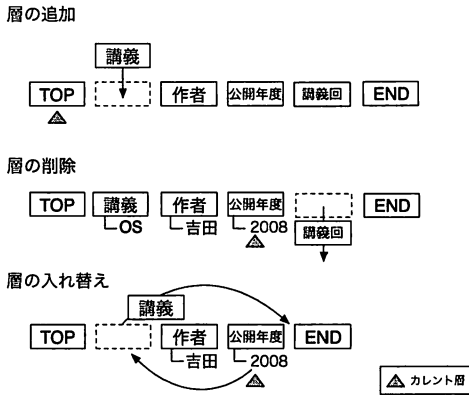 層の追加
講義
TOP 作者 公開年度 講義回 END
層の削除
TOP 講義 作者 公開年度 END
OS 吉田 2008 講義回
層の入れ替え
講義
TOP 作者 公開年度 END
吉田 2008
カレント層